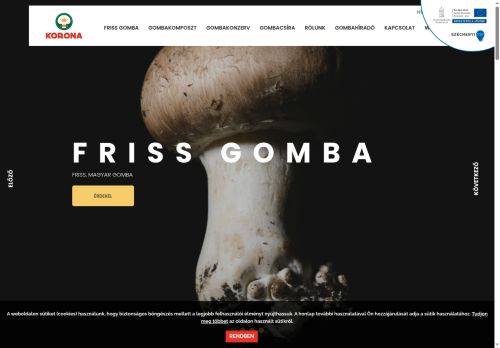 KORONA
FRISS GOMBA GOMBAKOMPOSZT GOMBAKONZERV GOMBACSÍRA RÓLUNK GOMBAHÍRADÓ KAPCSOLAT
SZÉCHENYI
FRISS GOMBA
FRISS, MAGYAR GOMBA
ÉRDEKEL
ELŐZŐ
KÖVETKEZŐ
A weboldalon sütiket (cookies) használunk, hogy biztonságos böngészés mellett a legjobb felhasználói élményt nyújthassuk. A honlap további használatával Ön hozzájárulását adja a sütik használatához. Tudjon
meg többet az oldalon használt sütikről.
RENDBEN